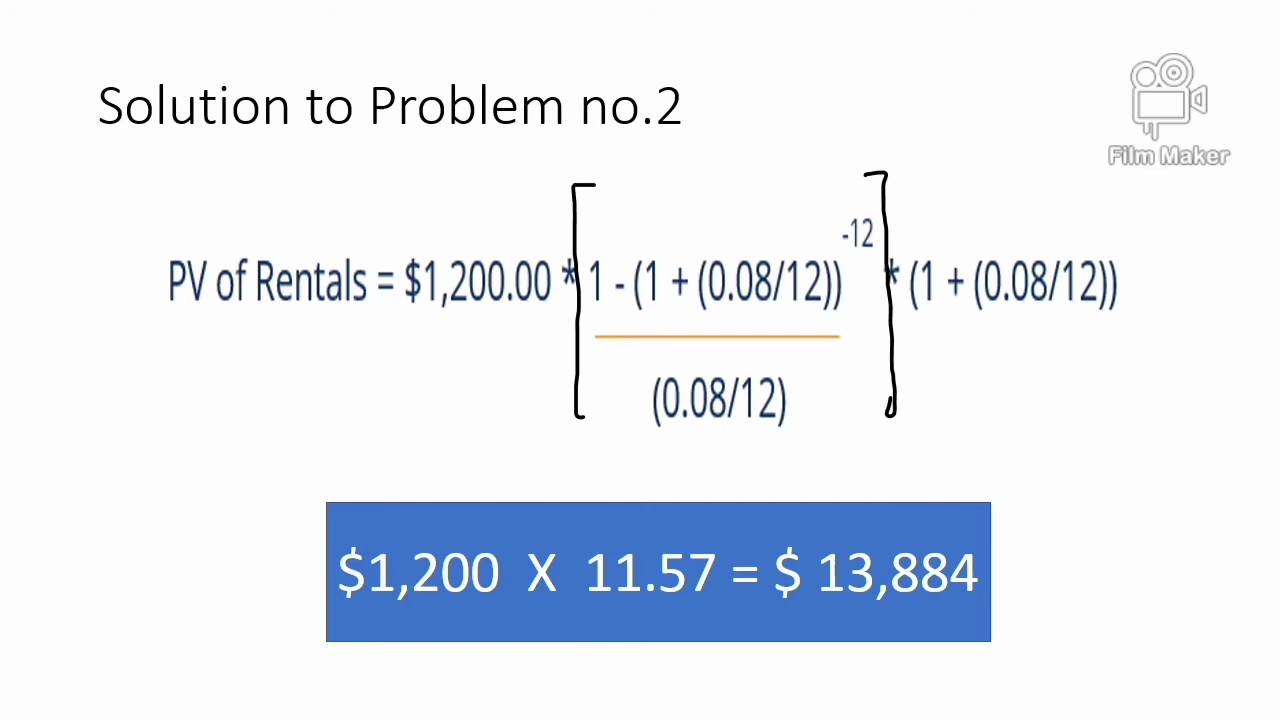 Solution to Problem no.2
Film Maker
PV of Rentals = $1,200.00 * [ 1 - (1 + (0.08/12)) -12 ] * (1 + (0.08/12))
(0.08/12)
$1,200 X 11.57 = $ 13,884